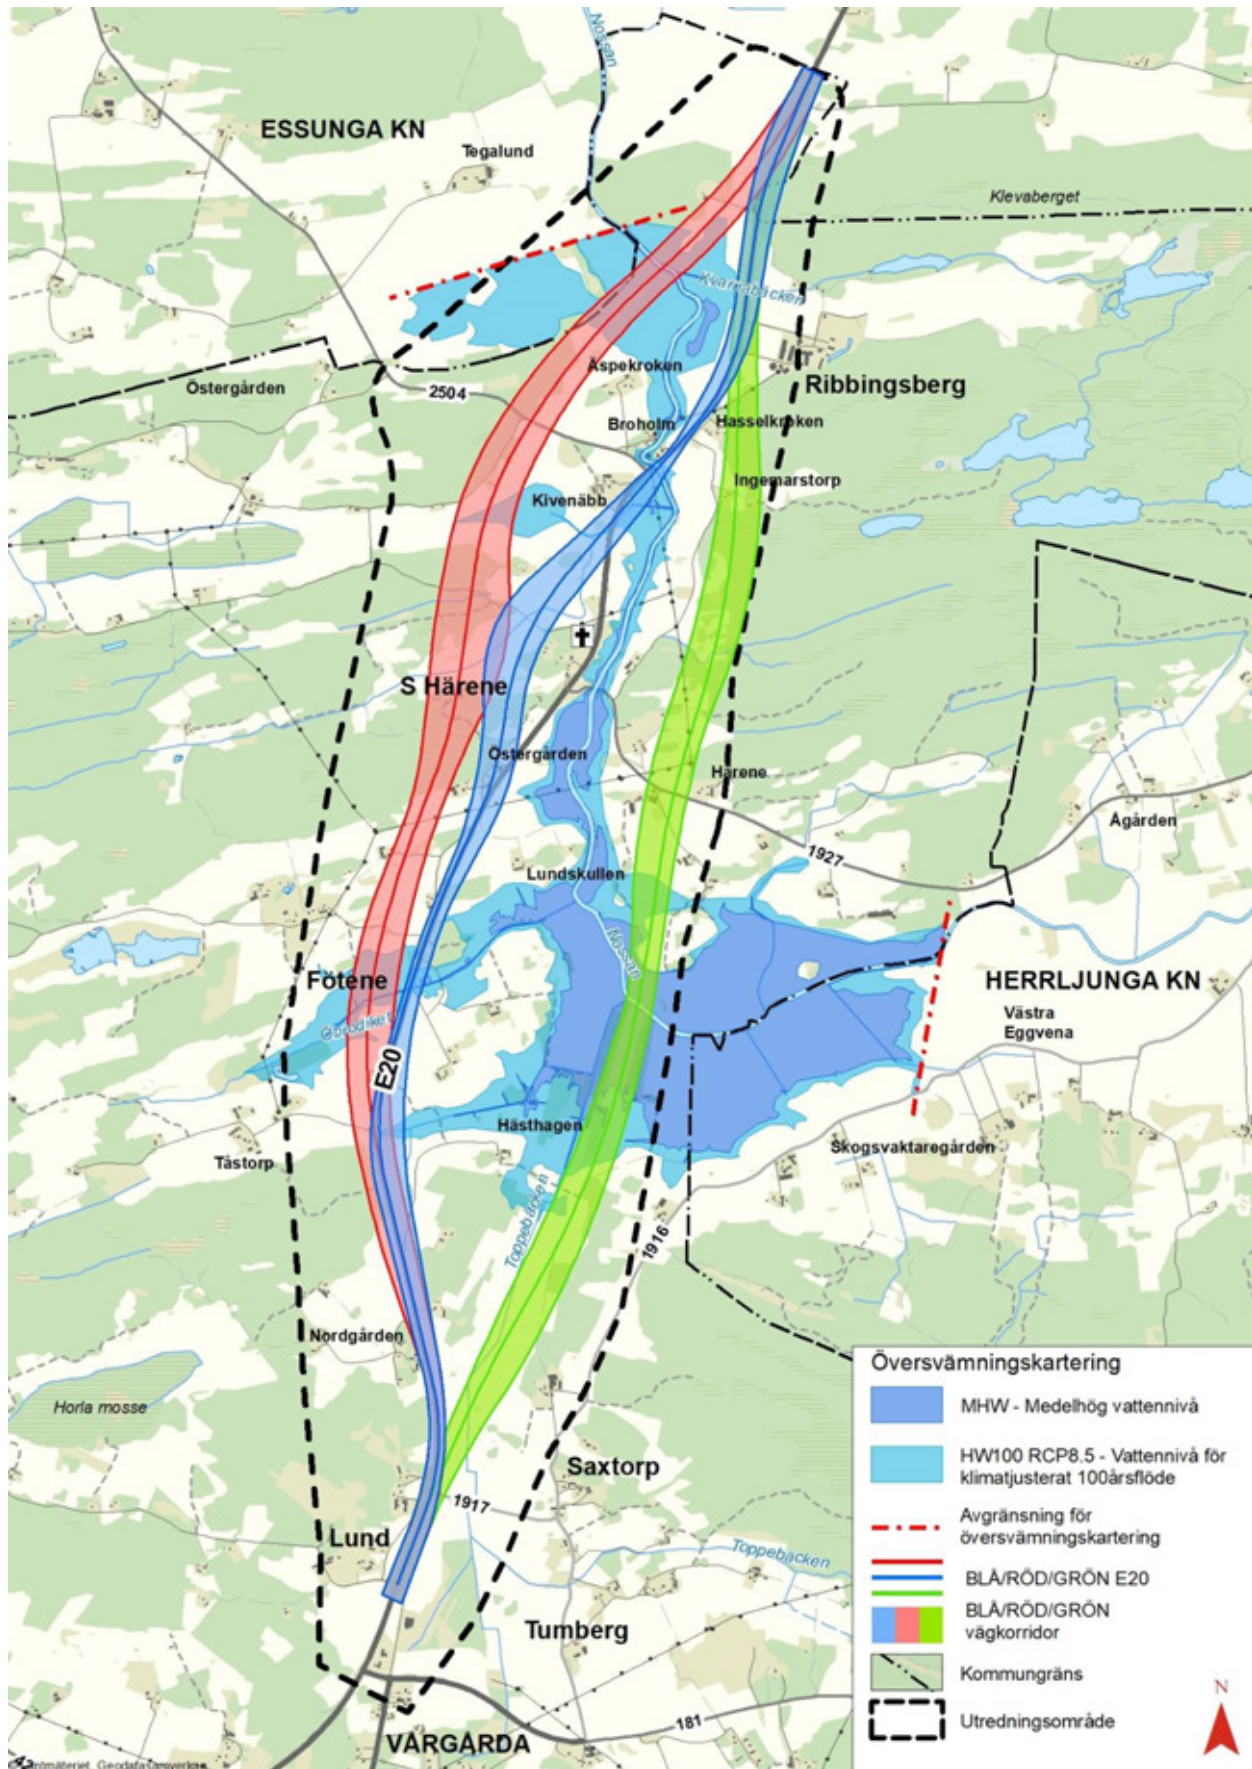 Nossan
ESSUNGA KN
Tegalund
Klevaberget
Kvarnabäcken
Östergården
2504
Äspekroken
Ribbingsberg
Broholm
Hasselkroken
Kivenäbb
Ingemarstorp
S Härene
Östergården
Härene
Ågården
1927
Lundskullen
Nossan
Fötene
HERRLJUNGA KN
Västra
Eggvena
E20
Hästhagen
Tåstorp
Skogsvaktaregården
Toppebäcken
1916
Nordgården
Horla mosse
Saxtorp
1917
Lund
Toppebäcken
Tumberg
181
VÅRGÅRDA
42
Översvämningskartering
MHW - Medelhög vattennivå
HW100 RCP8.5 - Vattennivå för
klimatjusterat 100årsflöde
Avgränsning för
översvämningskartering
BLÅ/RÖD/GRÖN E20
BLÅ/RÖD/GRÖN
vägkorridor
Kommungräns
Utredningsområde
N